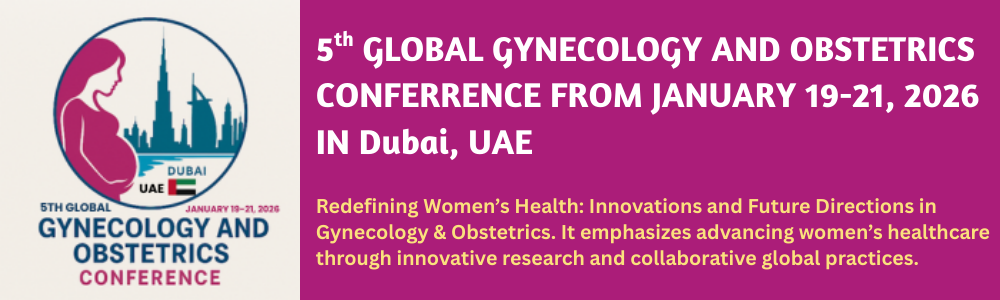 DUBAI
UAE
5TH GLOBAL
JANUARY 19-21, 2026
GYNECOLOGY AND
OBSTETRICS
CONFERENCE
5th GLOBAL GYNECOLOGY AND OBSTETRICS
CONFERRENCE FROM JANUARY 19-21, 2026
IN Dubai, UAE
Redefining Women’s Health: Innovations and Future Directions in
Gynecology & Obstetrics. It emphasizes advancing women’s healthcare
through innovative research and collaborative global practices.